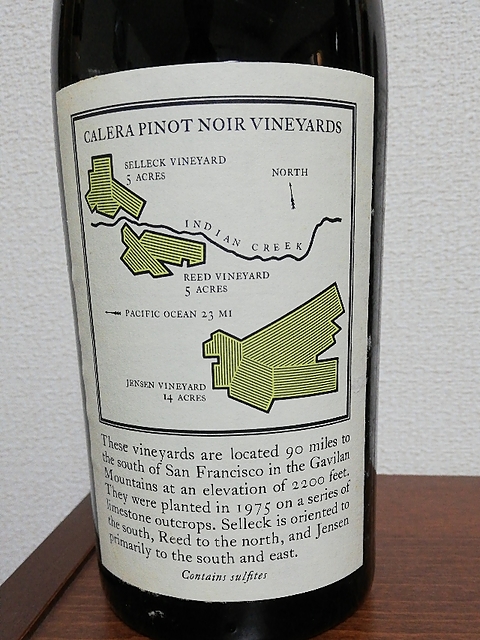 CALERA PINOT NOIR VINEYARDS
SELLECK VINEYARD
5 ACRES
NORTH
INDIAN CREEK
REED VINEYARD
5 ACRES
PACIFIC OCEAN 23 MI
JENSEN VINEYARD
14 ACRES
These vineyards are located 90 miles to
the south of San Francisco in the Gavilan
Mountains at an elevation of 2200 feet.
They were planted in 1975 on a series of
limestone outcrops. Selleck is oriented to
the south, Reed to the north, and Jensen
primarily to the south and east.
Contains sulfites